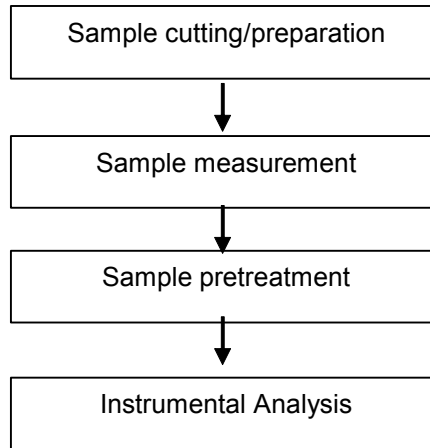 Sample cutting/preparation
Sample measurement
Sample pretreatment
Instrumental Analysis